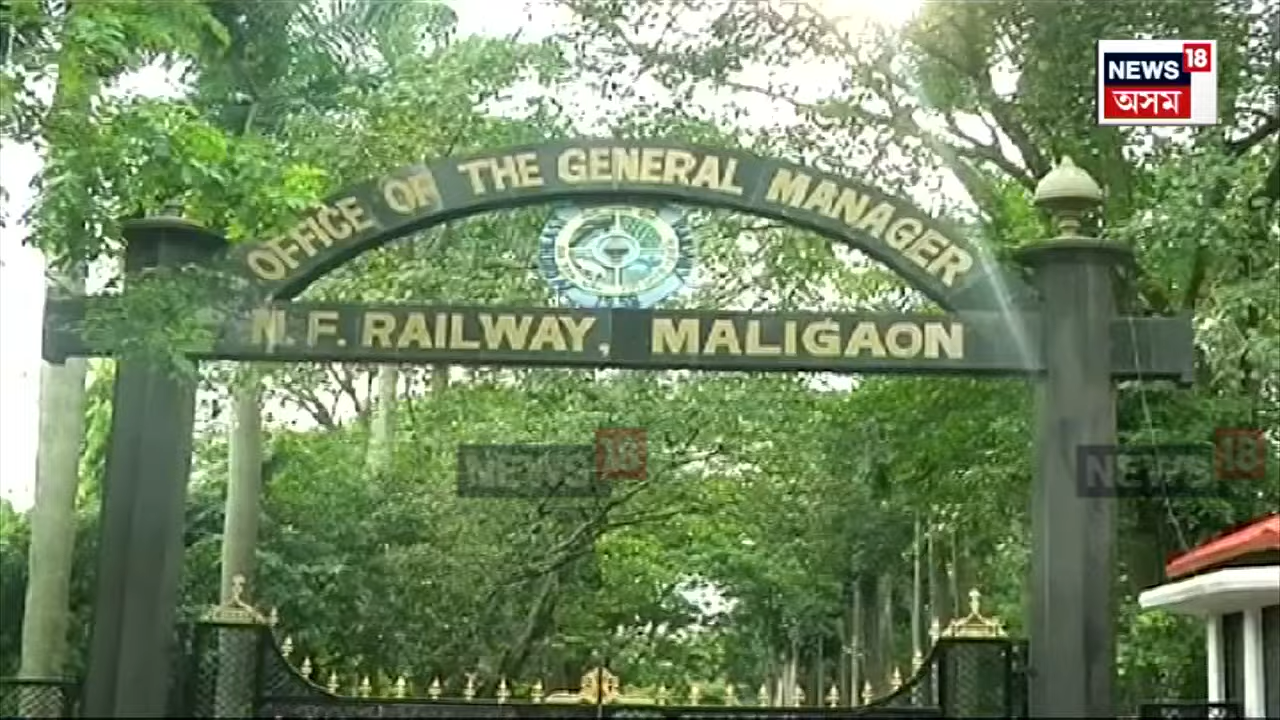 NEWS 18
অসম
OFFICE OF THE GENERAL MANAGER
N. F. RAILWAY, MALIGAON
NEWS 18
NEWS 18